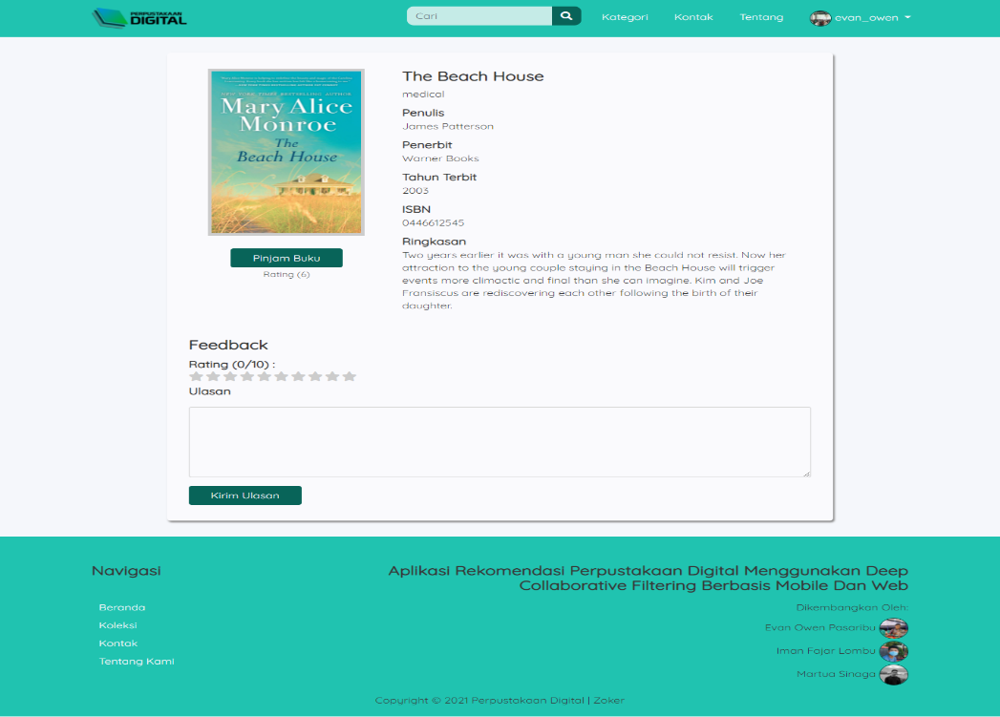 PERPUSTAKAAN
DIGITAL
Cari
Kategori
Kontak
Tentang
evan_owen
Mary Alice
Monroe
The
Beach House
Pinjam Buku
Rating (6)
The Beach House
medical
Penulis
James Patterson
Penerbit
Warner Books
Tahun Terbit
2003
ISBN
0446612545
Ringkasan
Two years earlier it was with a young man she could not resist. Now her
attraction to the young couple staying in the Beach House will trigger
events more climactic and final than she can imagine. Kim and Joe
Fransiscus are rediscovering each other following the birth of their
daughter.
Feedback
Rating (0/10) :
Ulasan
Kirim Ulasan
Navigasi
Beranda
Koleksi
Kontak
Tentang Kami
Aplikasi Rekomendasi Perpustakaan Digital Menggunakan Deep
Collaborative Filtering Berbasis Mobile Dan Web
Dikembangkan Oleh:
Evan Owen Pasaribu
Iman Fajar Lombu
Martua Sinaga
Copyright © 2021 Perpustakaan Digital | Zoker